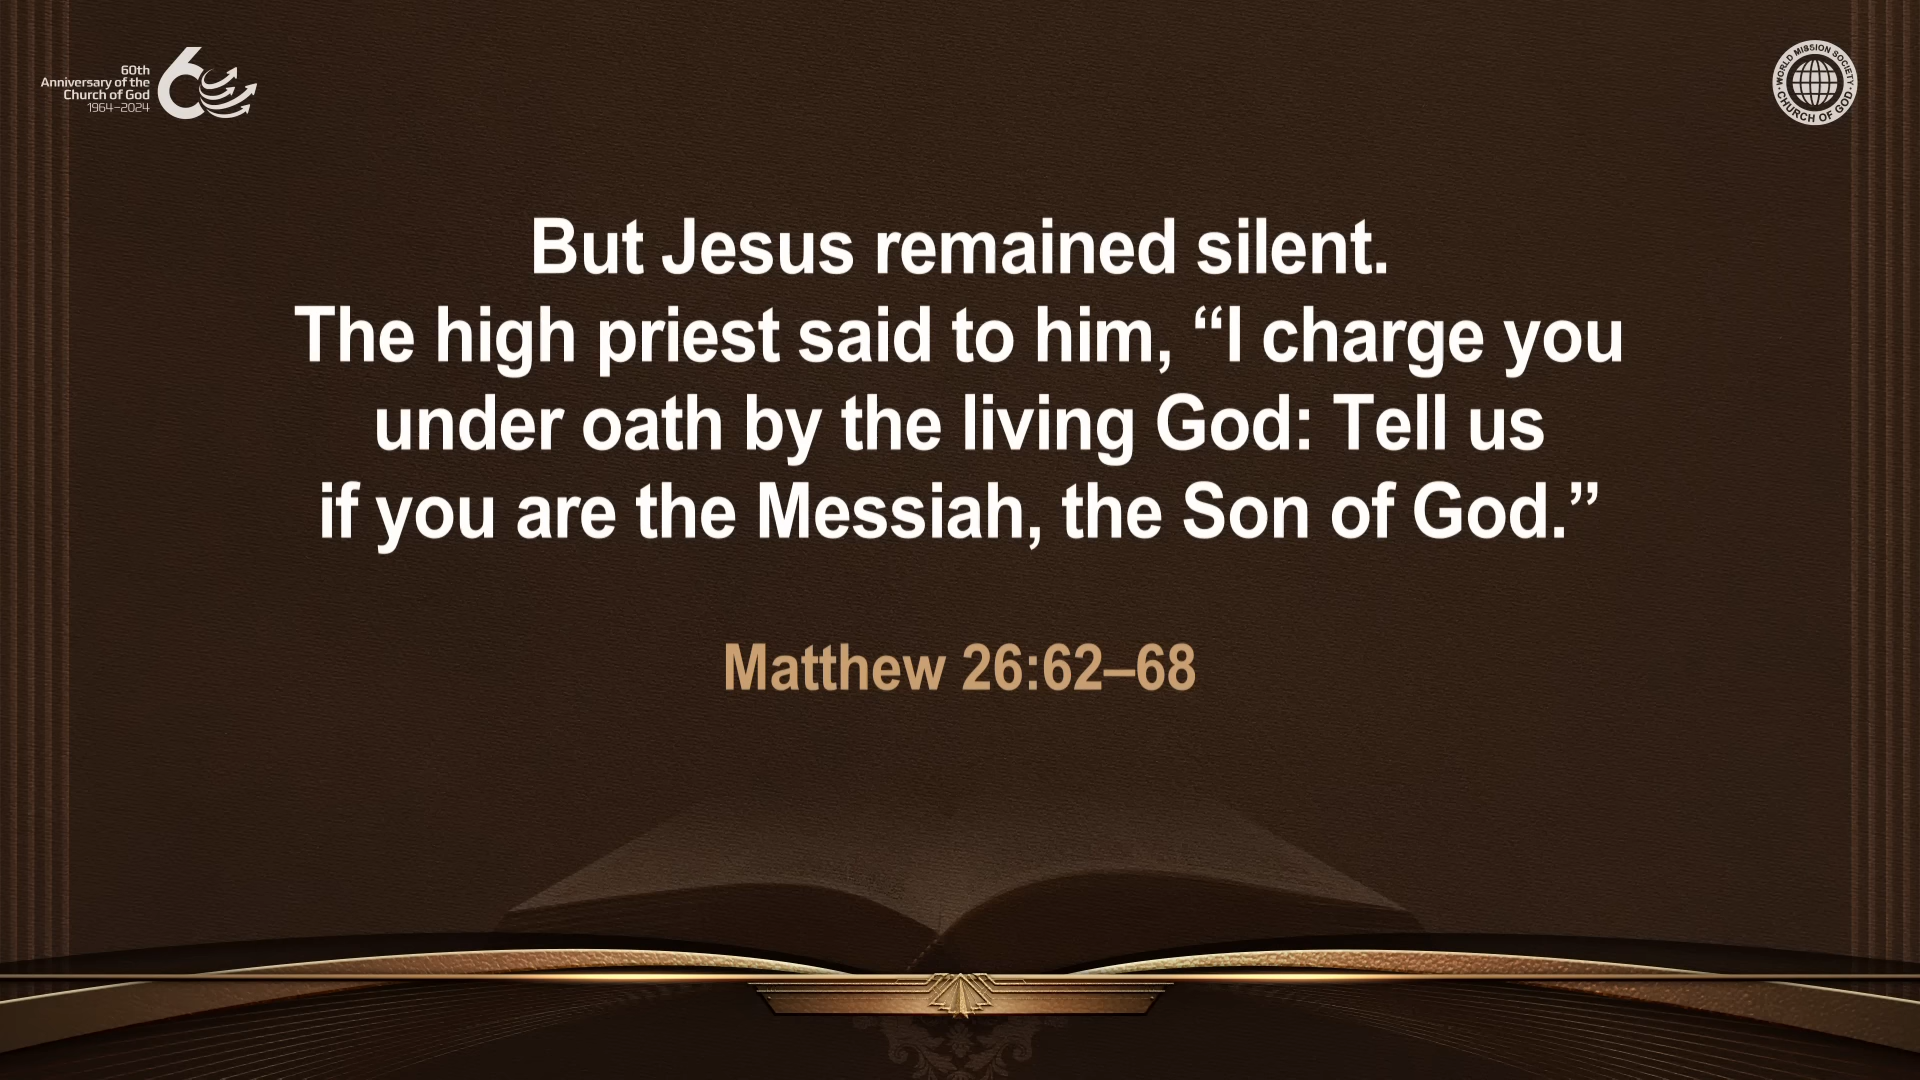 60th
Anniversary of the
Church of God
1964–2024
60
WORLD MISSION SOCIETY
CHURCH OF GOD
But Jesus remained silent.
The high priest said to him, “I charge you
under oath by the living God: Tell us
if you are the Messiah, the Son of God.”
Matthew 26:62–68